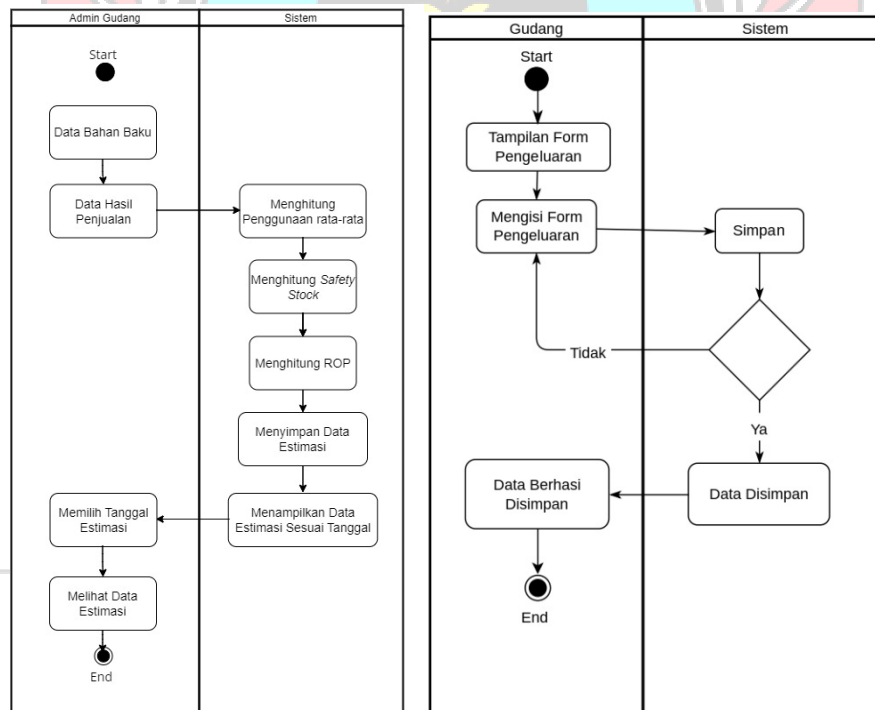 Admin Gudang
Sistem
Start
Data Bahan Baku
Data Hasil
Penjualan
Menghitung
Penggunaan rata-rata
Menghitung Safety
Stock
Menghitung ROP
Menyimpan Data
Estimasi
Menampilkan Data
Estimasi Sesuai Tanggal
Memilih Tanggal
Estimasi
Melihat Data
Estimasi
End
Gudang
Sistem
Start
Tampilan Form
Pengeluaran
Mengisi Form
Pengeluaran
Simpan
Tidak
Ya
Data Disimpan
Data Berhasi
Disimpan
End